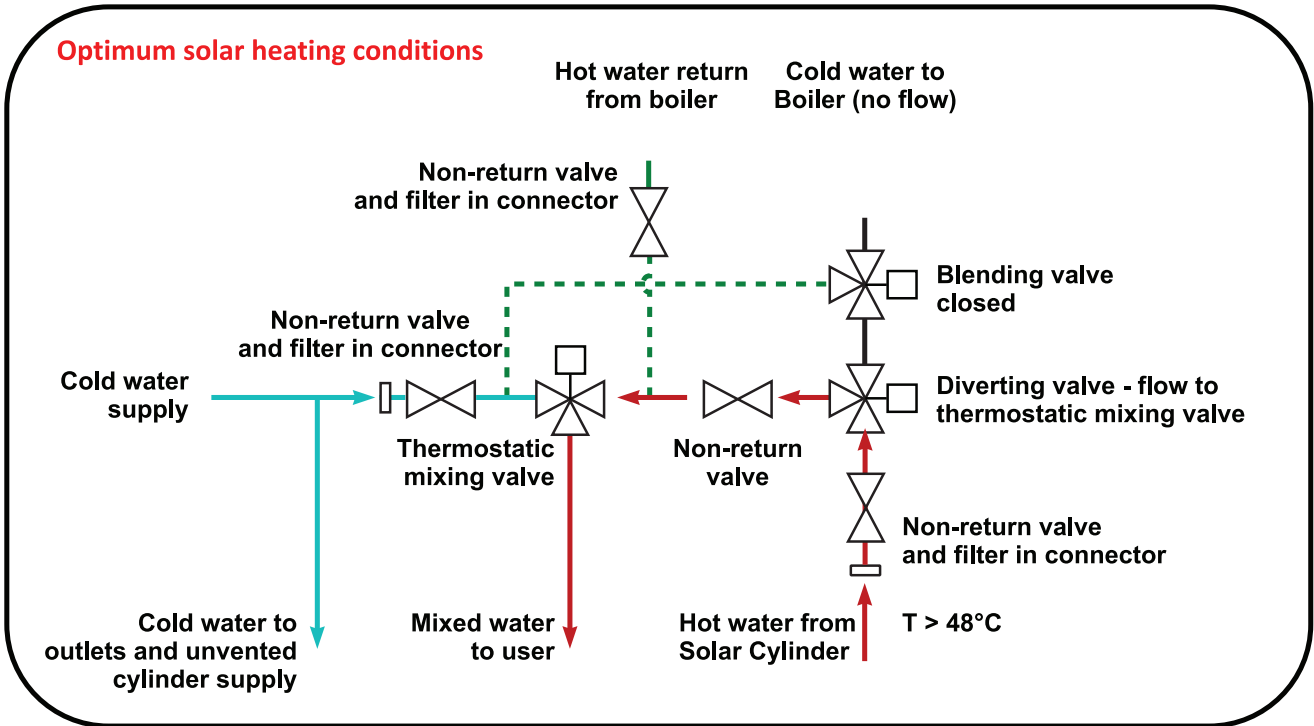 Optimum solar heating conditions
Hot water return
from boiler
Cold water to
Boiler (no flow)
Non-return valve
and filter in connector
Blending valve
closed
Non-return valve
and filter in connector
Cold water
supply
Diverting valve - flow to
thermostatic mixing valve
Thermostatic
mixing valve
Non-return
valve
Non-return valve
and filter in connector
Cold water to
outlets and unvented
cylinder supply
Mixed water
to user
Hot water from
Solar Cylinder
T > 48°C